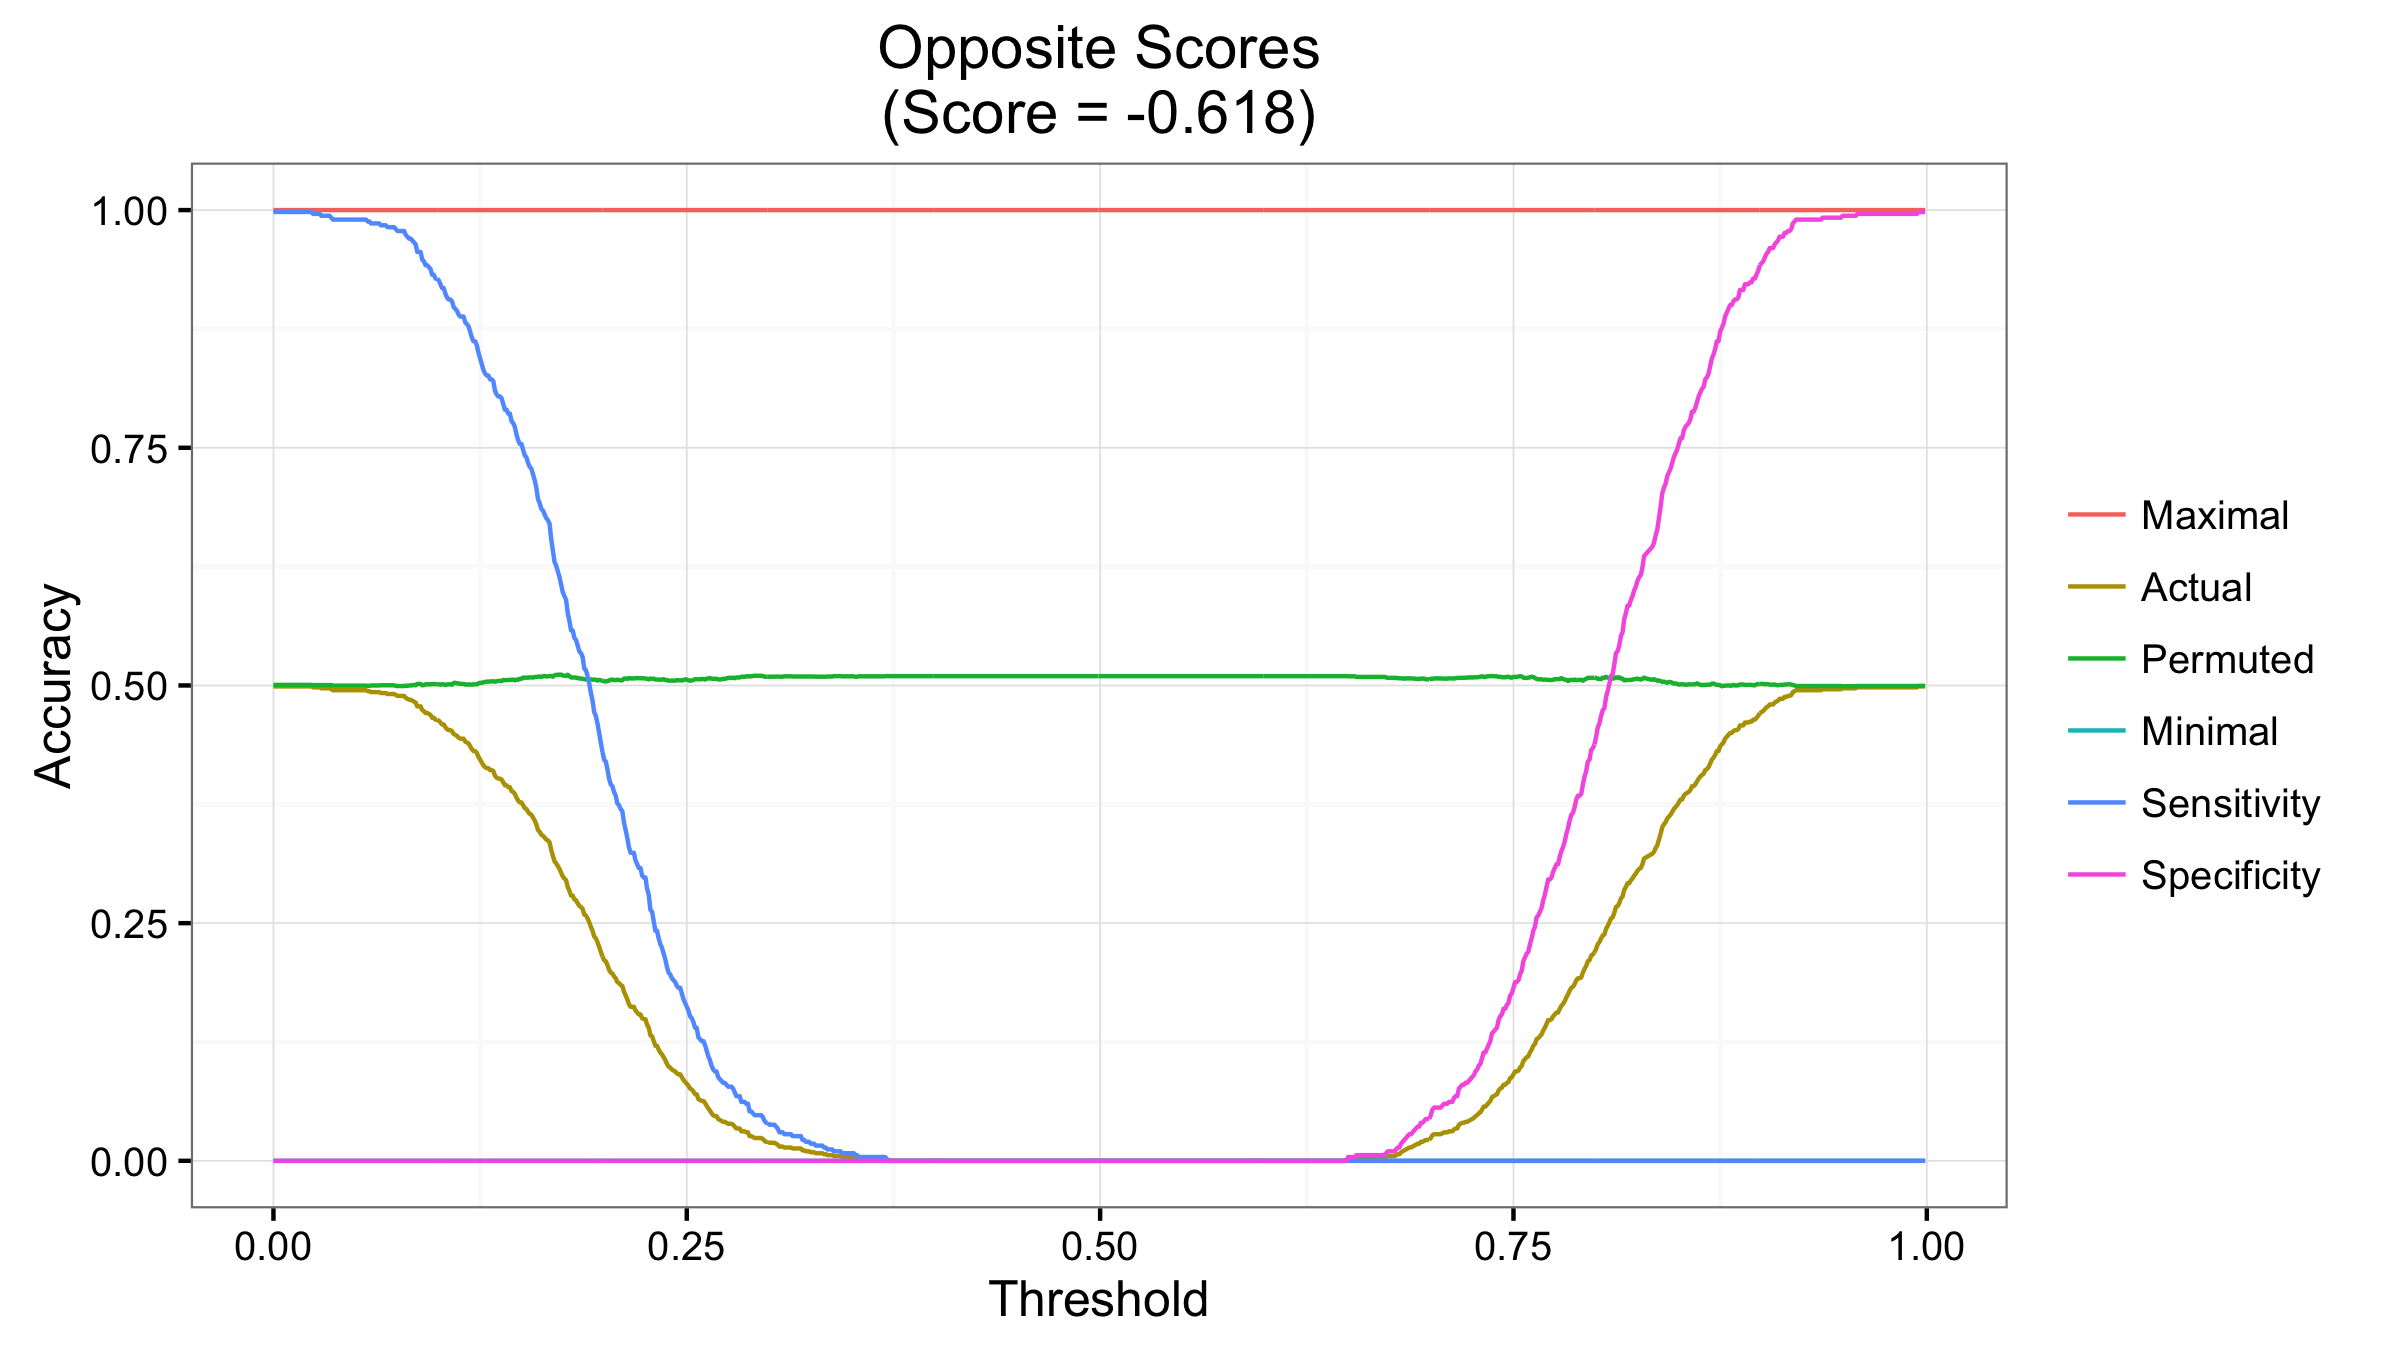 Opposite Scores
(Score = -0.618)
Accuracy
1.00
0.75
0.50
0.25
0.00
0.00
0.25
0.50
0.75
1.00
Threshold
Maximal
Actual
Permuted
Minimal
Sensitivity
Specificity